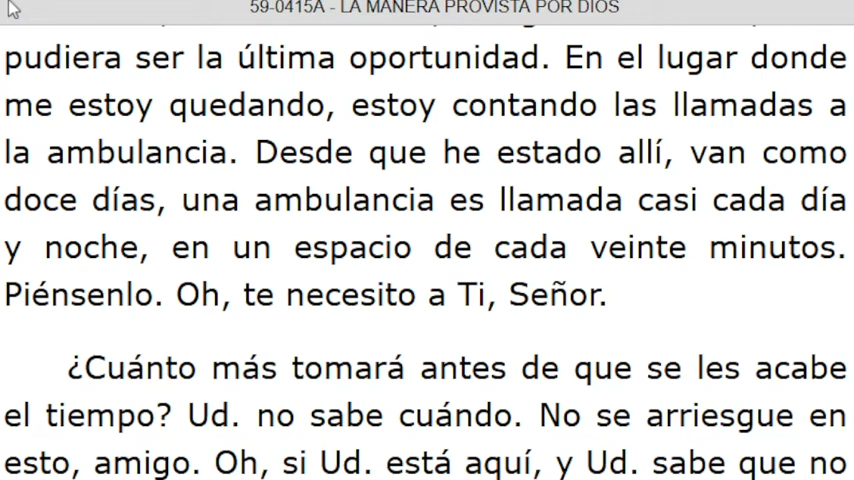 59-0415A - LA MANERA PROVISTA POR DIOS
pudiera ser la última oportunidad. En el lugar donde
me estoy quedando, estoy contando las llamadas a
la ambulancia. Desde que he estado allí, van como
doce días, una ambulancia es llamada casi cada día
y noche, en un espacio de cada veinte minutos.
Piénsenlo. Oh, te necesito a Ti, Señor.
¿Cuánto más tomará antes de que se les acabe
el tiempo? Ud. no sabe cuándo. No se arriesgue en
esto, amigo. Oh, si Ud. está aquí, y Ud. sabe que no